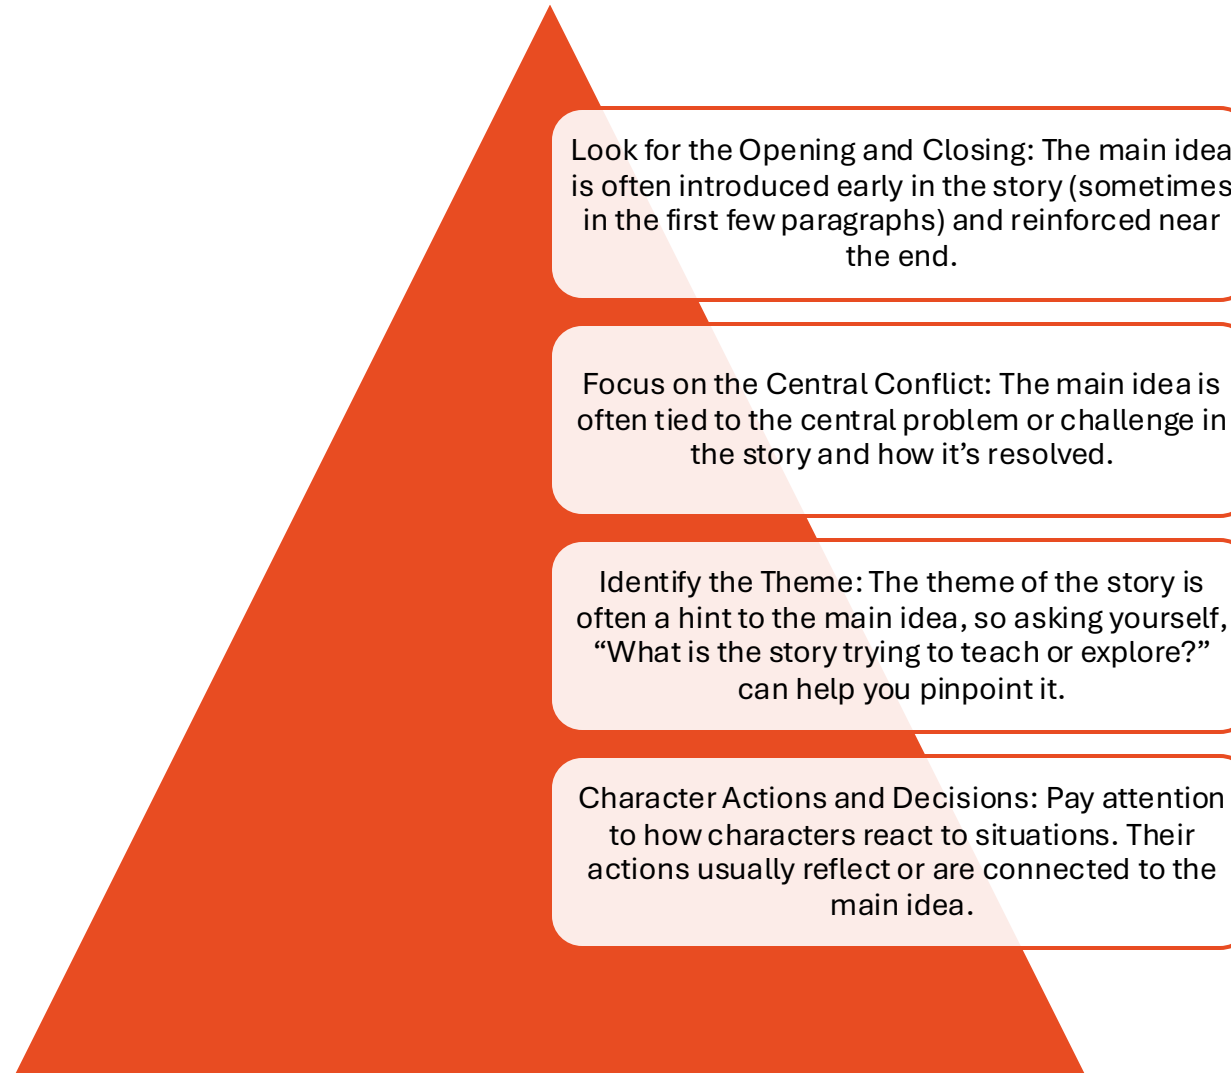 Look for the Opening and Closing: The main idea
is often introduced early in the story (sometimes
in the first few paragraphs) and reinforced near
the end.
Focus on the Central Conflict: The main idea is
often tied to the central problem or challenge in
the story and how it’s resolved.
Identify the Theme: The theme of the story is
often a hint to the main idea, so asking yourself,
“What is the story trying to teach or explore?”
can help you pinpoint it.
Character Actions and Decisions: Pay attention
to how characters react to situations. Their
actions usually reflect or are connected to the
main idea.